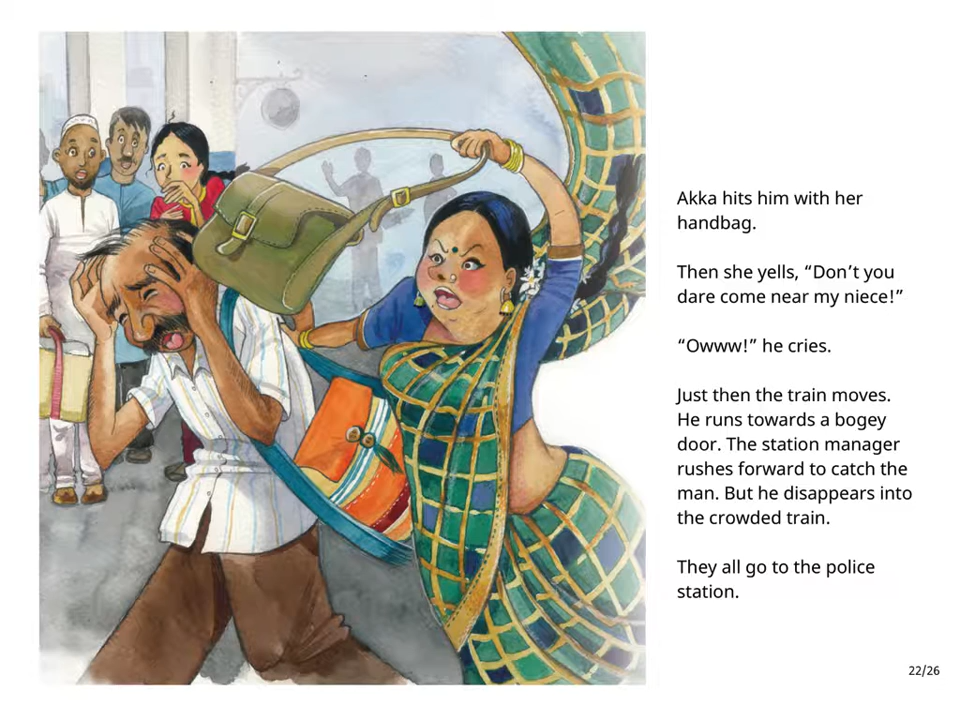 Akka hits him with her
handbag.
Then she yells, “Don’t you
dare come near my niece!”
“Owww!” he cries.
Just then the train moves.
He runs towards a bogey
door. The station manager
rushes forward to catch the
man. But he disappears into
the crowded train.
They all go to the police
station.
22/26